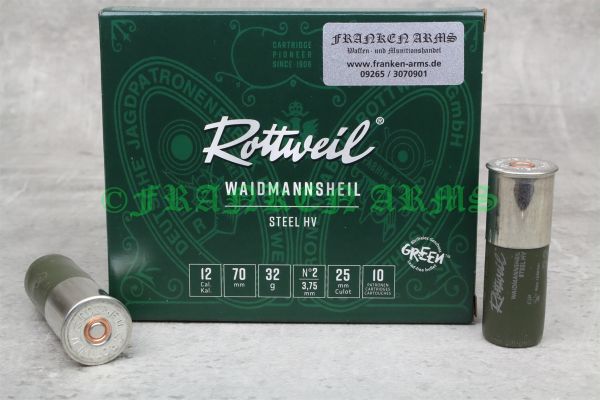 FRANKEN ARMS
Waffen- und Munitionshandel
www.franken-arms.de
09265 / 3070901
CARTRIDGE
PIONEER
SINCE 1906
Rottweil®
WAIDMANNSHEIL
STEEL HV
©FRANKEN ARMS
GREEN
12 Cal. Kal.
70 mm
32 g
N°2 3,75 mm
25 mm Culot
10 PATRONEN CARTRIDGES CARTOUCHES
Rottweil
WAIDMANNSHEIL
STEEL HV